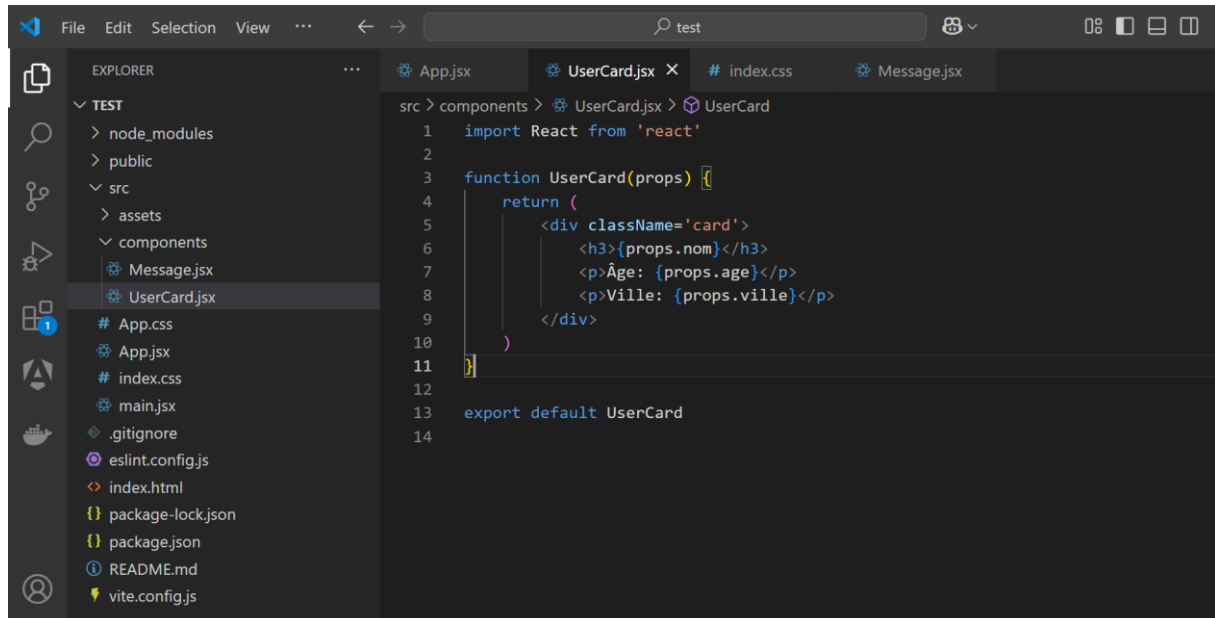 File Edit Selection View ··· ← → test
EXPLORER ···
TEST
node_modules
public
src
assets
components
Message.jsx
UserCard.jsx
# App.css
App.jsx
# index.css
main.jsx
.gitignore
eslint.config.js
<> index.html
{} package-lock.json
{} package.json
README.md
vite.config.js
1
App.jsx UserCard.jsx × # index.css Message.jsx
src > components > UserCard.jsx > UserCard
1 import React from 'react'
2
3 function UserCard(props) {
4     return (
5         <div className='card'>
6             <h3>{props.nom}</h3>
7             <p>Âge: {props.age}</p>
8             <p>Ville: {props.ville}</p>
9         </div>
10     )
11 }
12
13 export default UserCard
14